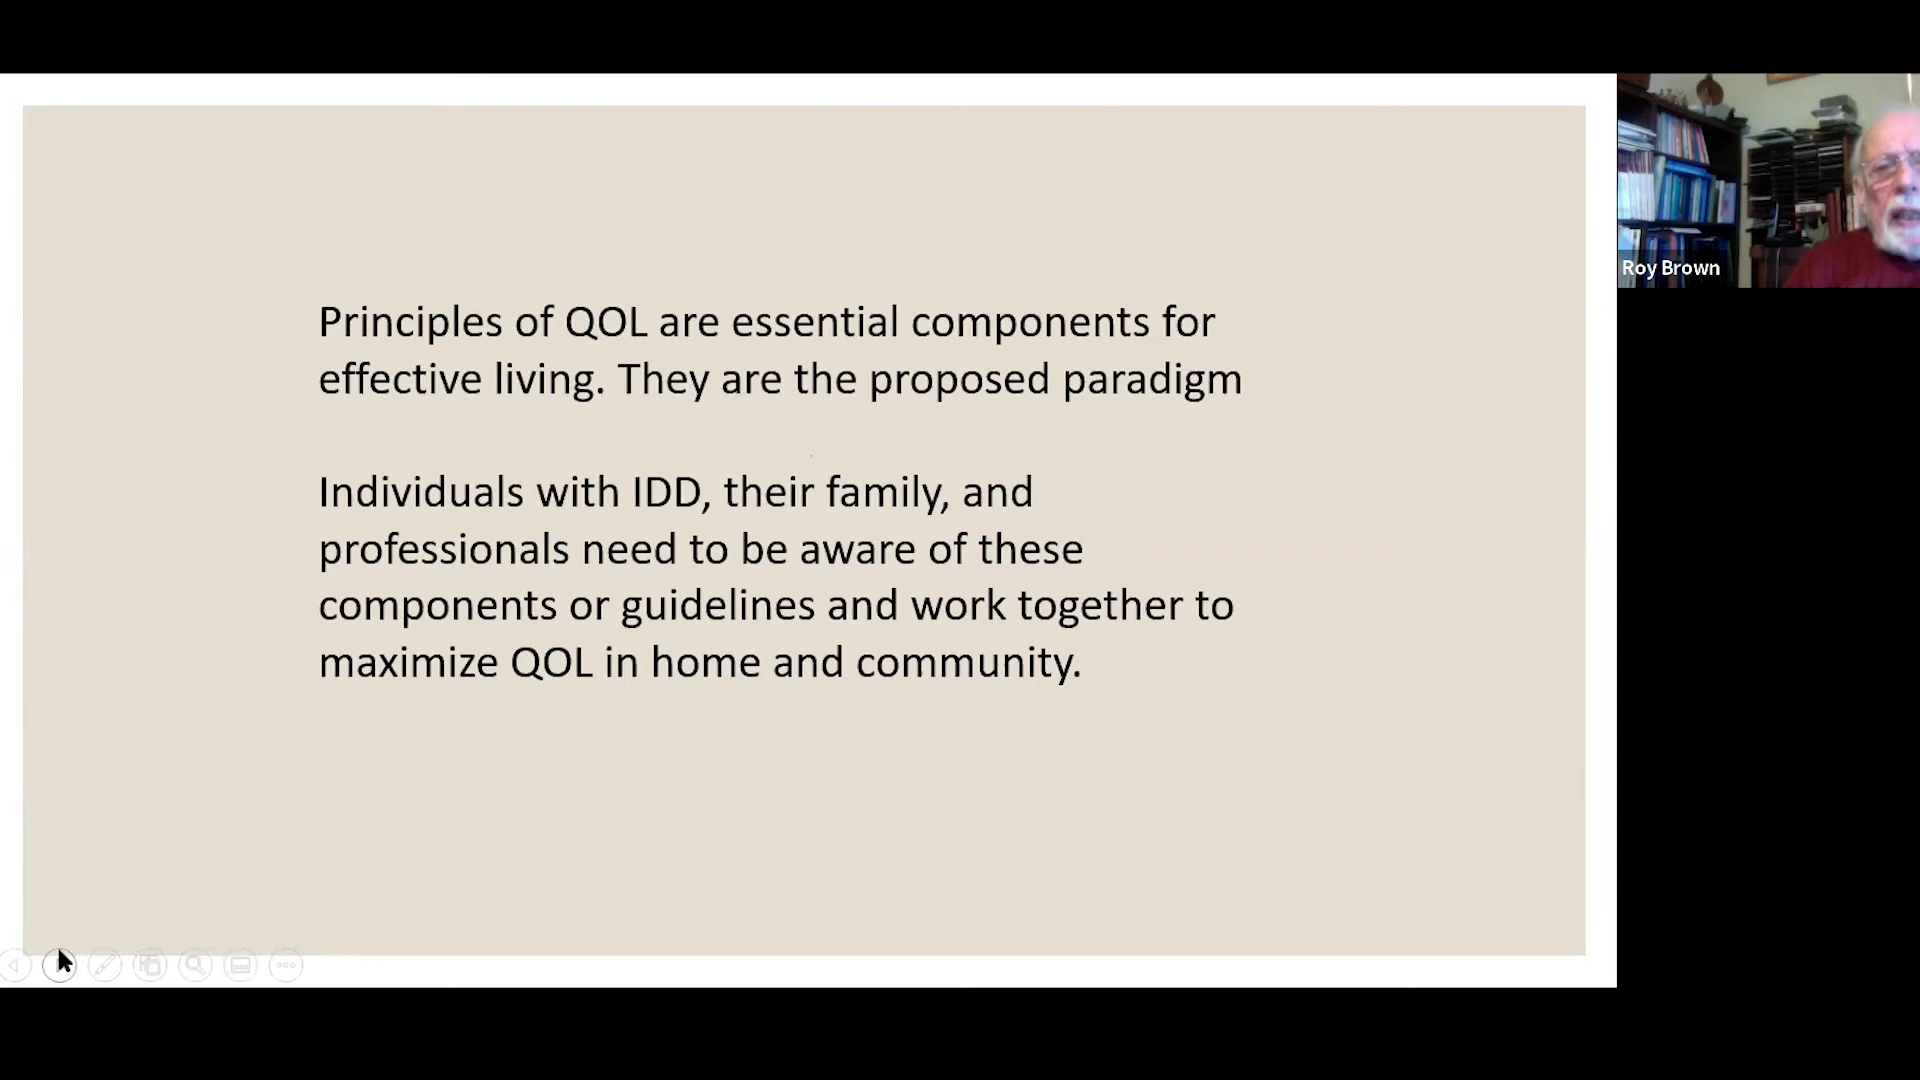 Principles of QOL are essential components for
effective living. They are the proposed paradigm
Individuals with IDD, their family, and
professionals need to be aware of these
components or guidelines and work together to
maximize QOL in home and community.
Roy Brown